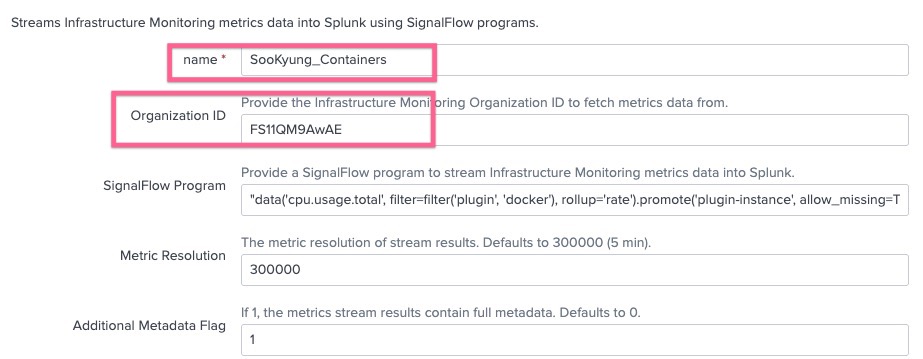 Streams Infrastructure Monitoring metrics data into Splunk using SignalFlow programs.
name * SooKyung_Containers
Provide the Infrastructure Monitoring Organization ID to fetch metrics data from.
Organization ID FS11QM9AwAE
Provide a SignalFlow program to stream Infrastructure Monitoring metrics data into Splunk.
SignalFlow Program "data('cpu.usage.total', filter=filter('plugin', 'docker'), rollup='rate').promote('plugin-instance', allow_missing=T
The metric resolution of stream results. Defaults to 300000 (5 min).
Metric Resolution 300000
If 1, the metrics stream results contain full metadata. Defaults to 0.
Additional Metadata Flag 1